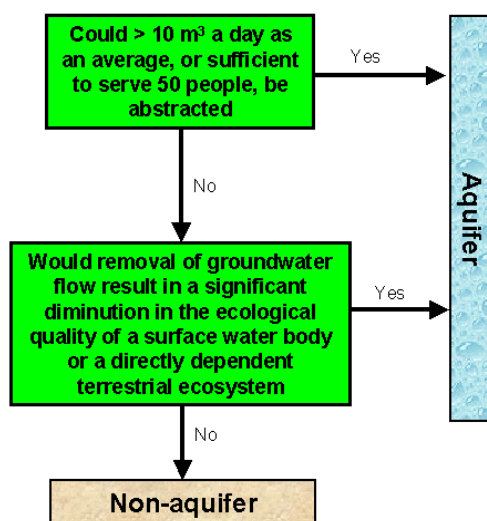 Could > 10 m³ a day as
an average, or sufficient
to serve 50 people, be
abstracted
Yes
No
Aquifer
Would removal of groundwater
flow result in a significant
diminution in the ecological
quality of a surface water body
or a directly dependent
terrestrial ecosystem
Yes
No
Non-aquifer